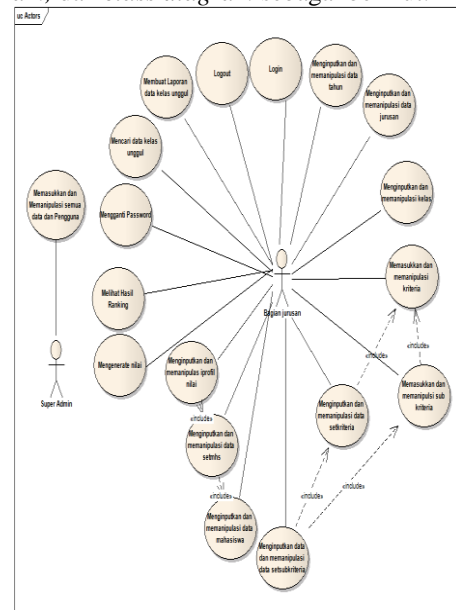 uc Actors
Membuat Laporan
data kelas unggul
Logout
Login
Menginputkan dan
memanipulasi data
tahun
Menginputkan dan
memanipulasi data
jurusan
Mencari data kelas
unggul
Menginputkan dan
memanipulasi kelas
Memasukkan dan
Memanipulasi semua
data dan Pengguna
Mengganti Password
Memasukkan dan
memanipulasi
kriteria
Bagian jurusan
Melihat Hasil
Ranking
Mengenerate nilai
Super Admin
Menginputkan dan
memanipulas iprofil
nilai
«include»
«include»
«include»
Menginputkan dan
memanipulasi data
setkriteria
Memasukkan dan
memanipulsi sub
kriteria
Menginputkan dan
memanipulasi data
setmhs
«include»
«include»
«include»
Menginputkan dan
memanipulasi data
mahasiswa
Menginputkan data
dan memanipulasi
data setsubkriteria